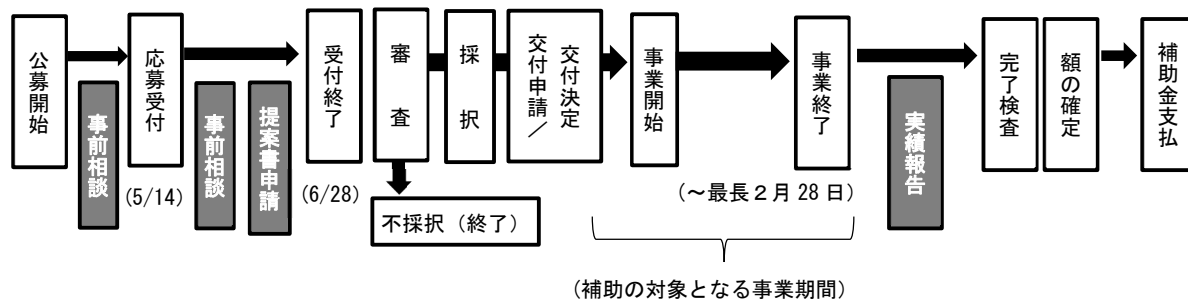 公募開始
事前相談
応募受付
(5/14)
事前相談
提案書申請
受付終了
(6/28)
審査
不採択（終了）
採択
交付申請／
交付決定
事業開始
事業終了
(～最長２月 28 日)
(補助の対象となる事業期間)
実績報告
完了検査
額の確定
補助金支払